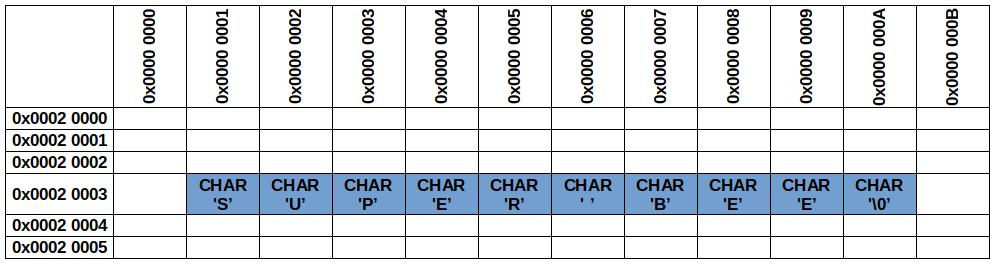 0x0000 0000 0x0000 0001 0x0000 0002 0x0000 0003 0x0000 0004 0x0000 0005 0x0000 0006 0x0000 0007 0x0000 0008 0x0000 0009 0x0000 000A 0x0000 000B
0x0002 0000
0x0002 0001
0x0002 0002
0x0002 0003 CHAR 'S’ CHAR 'U’ CHAR 'P’ CHAR 'E’ CHAR 'R’ CHAR ' ’ CHAR 'B’ CHAR 'E’ CHAR 'E’ CHAR '\0’
0x0002 0004
0x0002 0005